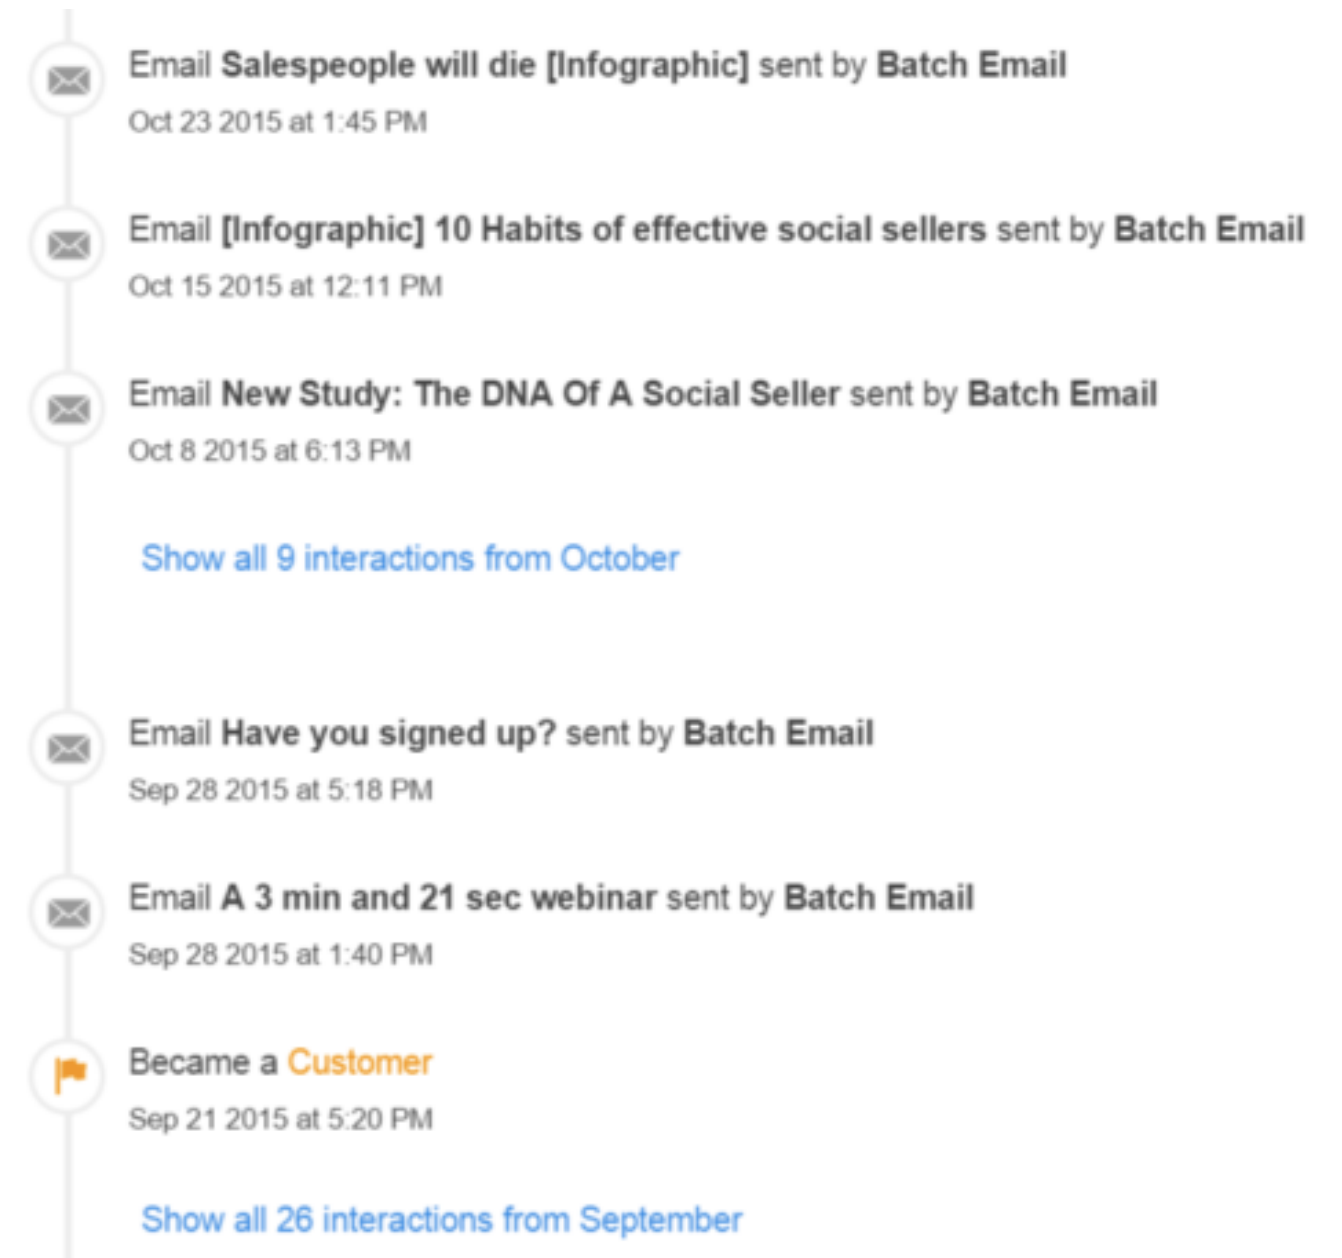 Email Salespeople will die [Infographic] sent by Batch Email
Oct 23 2015 at 1:45 PM
Email [Infographic] 10 Habits of effective social sellers sent by Batch Email
Oct 15 2015 at 12:11 PM
Email New Study: The DNA Of A Social Seller sent by Batch Email
Oct 8 2015 at 6:13 PM
Show all 9 interactions from October
Email Have you signed up? sent by Batch Email
Sep 28 2015 at 5:18 PM
Email A 3 min and 21 sec webinar sent by Batch Email
Sep 28 2015 at 1:40 PM
Became a Customer
Sep 21 2015 at 5:20 PM
Show all 26 interactions from September